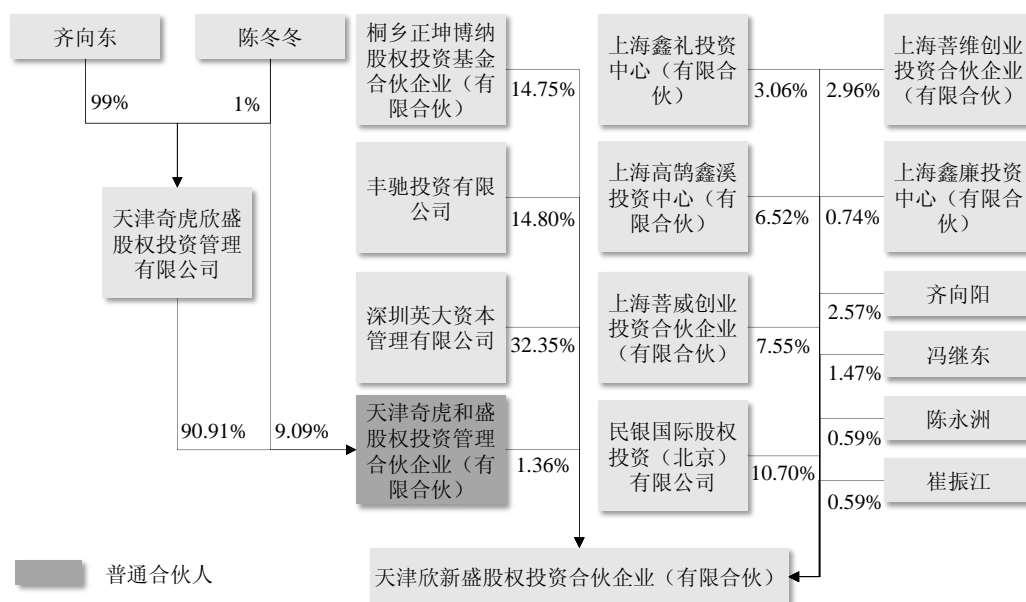 齐向东
陈冬冬
桐乡正坤博纳
股权投资基金
合伙企业（有
限合伙）
上海鑫礼投资
中心（有限合
伙）
上海菩维创业
投资合伙企业
（有限合伙）
99%
1%
14.75%
3.06%
2.96%
天津奇虎欣盛
股权投资管理
有限公司
丰驰投资有限
公司
14.80%
上海高鹄鑫溪
投资中心（有
限合伙）
6.52%
0.74%
上海鑫廉投资
中心（有限合
伙）
深圳英大资本
管理有限公司
32.35%
上海菩威创业
投资合伙企业
（有限合伙）
7.55%
齐向阳
2.57%
冯继东
1.47%
90.91%
9.09%
天津奇虎和盛
股权投资管理
合伙企业（有
限合伙）
1.36%
民银国际股权
投资（北京）
有限公司
10.70%
陈永洲
0.59%
崔振江
0.59%
普通合伙人
天津欣新盛股权投资合伙企业（有限合伙）